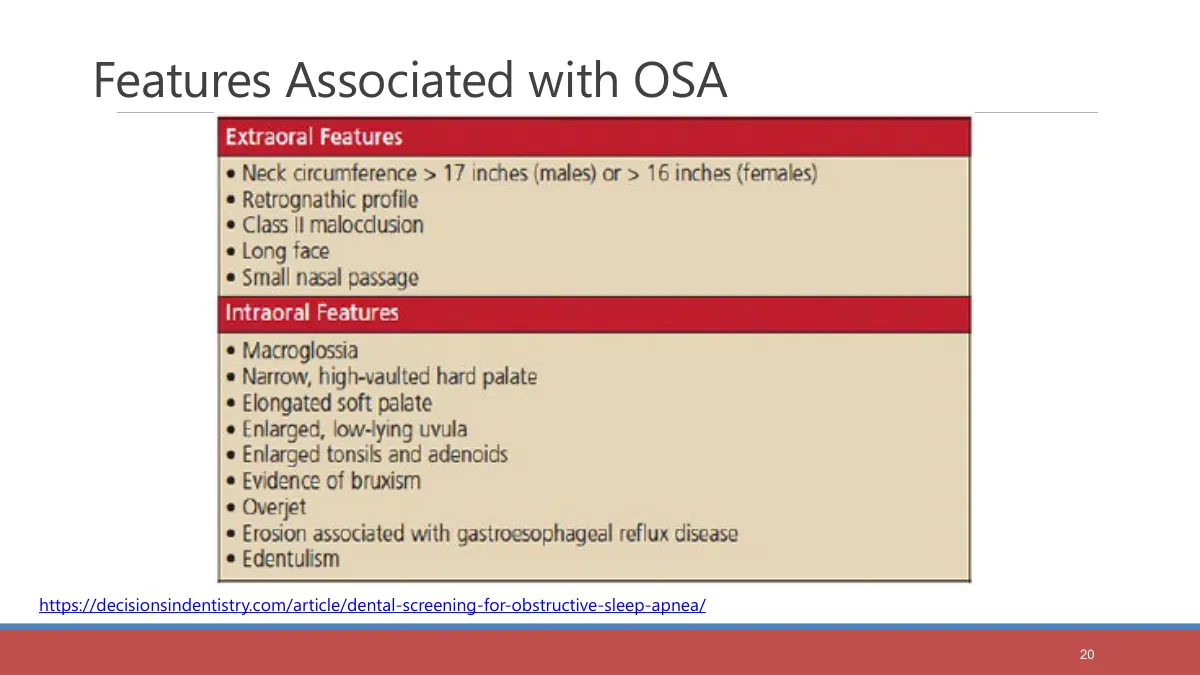 Features Associated with OSA
Extraoral Features
• Neck circumference > 17 inches (males) or > 16 inches (females)
• Retrognathic profile
• Class II malocclusion
• Long face
• Small nasal passage
Intraoral Features
• Macroglossia
• Narrow, high-vaulted hard palate
• Elongated soft palate
• Enlarged, low-lying uvula
• Enlarged tonsils and adenoids
• Evidence of bruxism
• Overjet
• Erosion associated with gastroesophageal reflux disease
• Edentulism
https://decisionsindentistry.com/article/dental-screening-for-obstructive-sleep-apnea/
20